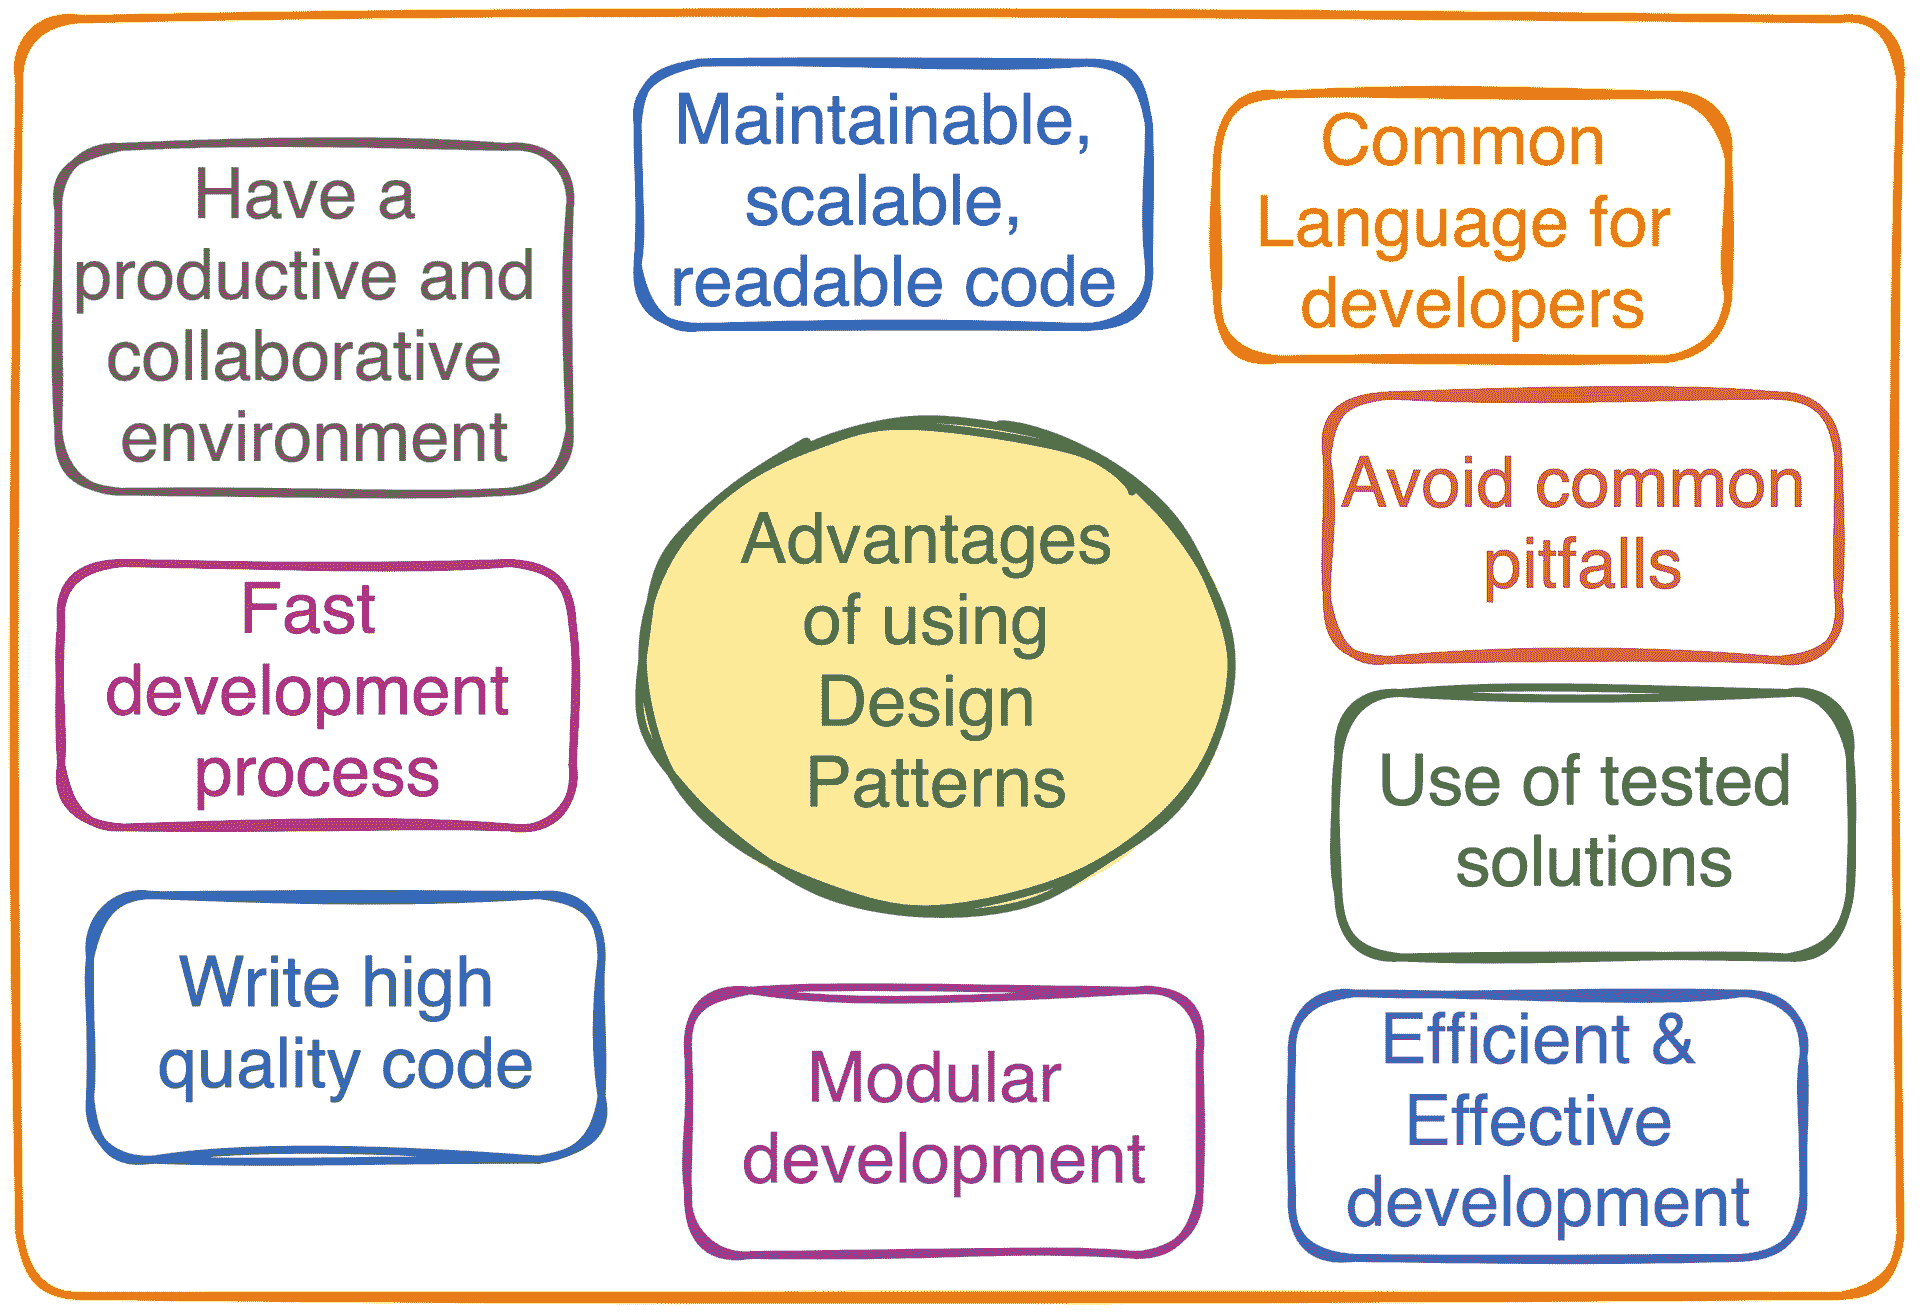 Maintainable,
scalable,
readable code
Common
Language for
developers
Have a
productive and
collaborative
environment
Avoid common
pitfalls
Advantages
of using
Design
Patterns
Fast
development
process
Use of tested
solutions
Write high
quality code
Modular
development
Efficient &
Effective
development